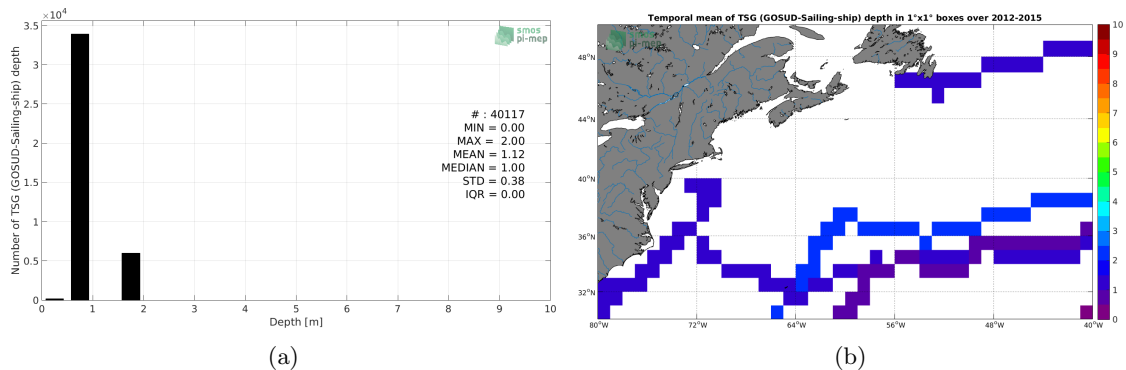 ×10⁴
3.5
3
2.5
2
1.5
1
0.5
0
Number of TSG (GOSUD-Sailing-ship) depth
smos
pi-mep
# : 40117
MIN = 0.00
MAX = 2.00
MEAN = 1.12
MEDIAN = 1.00
STD = 0.38
IQR = 0.00
0 1 2 3 4 5 6 7 8 9 10
Depth [m]
(a)
Temporal mean of TSG (GOSUD-Sailing-ship) depth in 1°x1° boxes over 2012-2015
smos
pi-mep
48°N
44°N
40°N
36°N
32°N
80°W 72°W 64°W 56°W 48°W 40°W
10
9
8
7
6
5
4
3
2
1
0
(b)